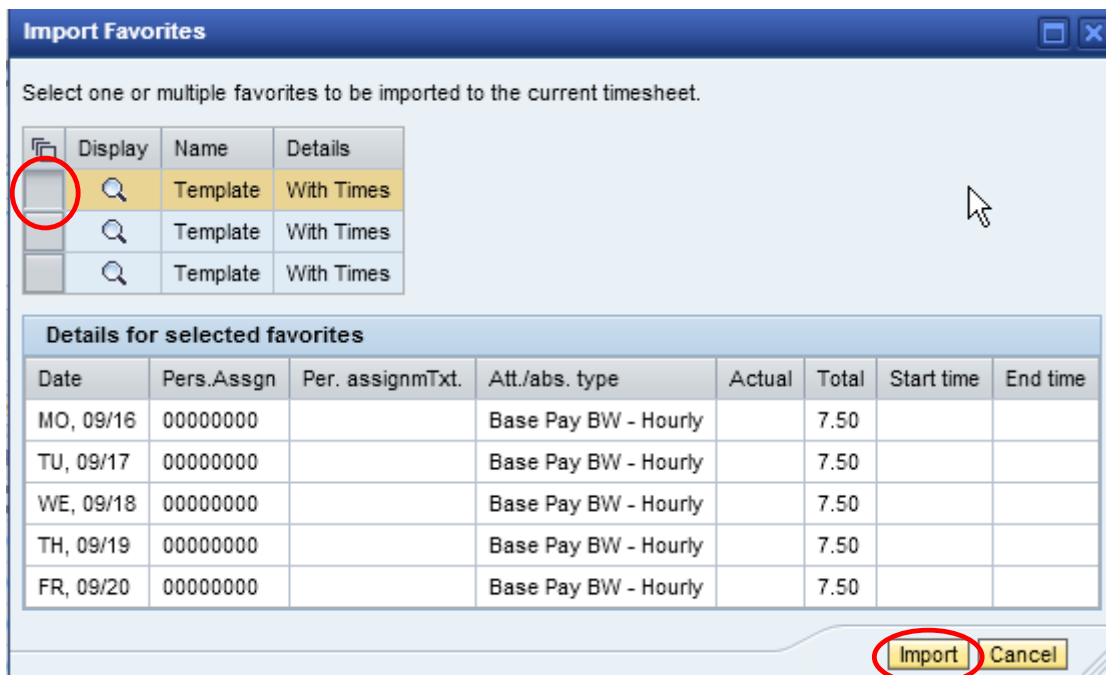 Import Favorites
Select one or multiple favorites to be imported to the current timesheet.
Display Name Details
Template With Times
Template With Times
Template With Times
Details for selected favorites
Date Pers.Assgn Per. assignmTxt. Att./abs. type Actual Total Start time End time
MO, 09/16 00000000 Base Pay BW - Hourly 7.50
TU, 09/17 00000000 Base Pay BW - Hourly 7.50
WE, 09/18 00000000 Base Pay BW - Hourly 7.50
TH, 09/19 00000000 Base Pay BW - Hourly 7.50
FR, 09/20 00000000 Base Pay BW - Hourly 7.50
Import Cancel